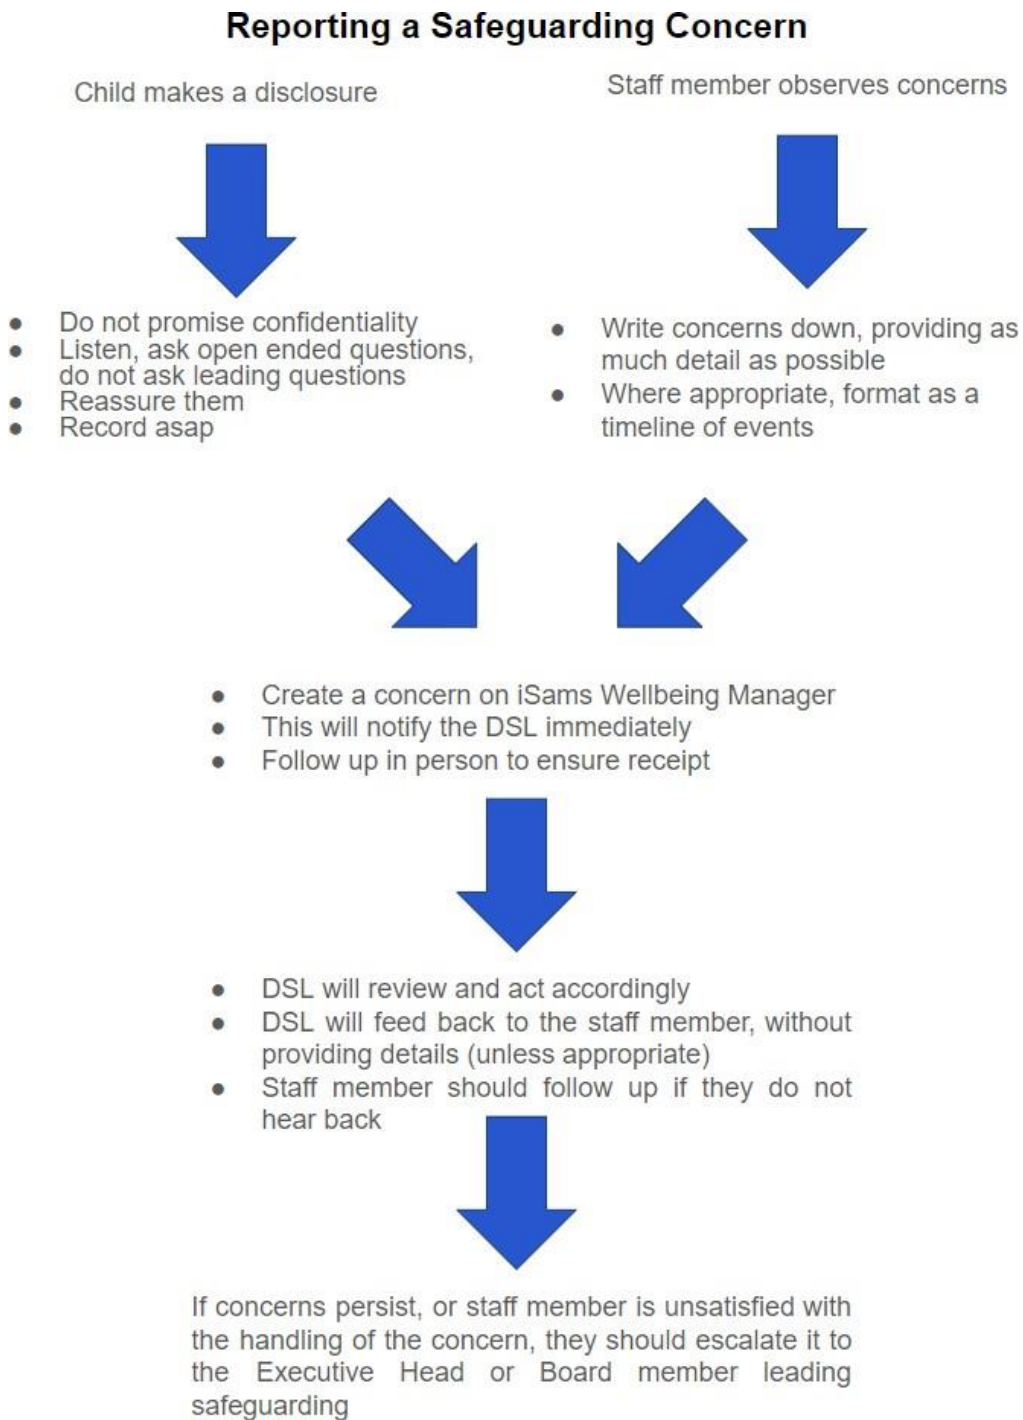 Reporting a Safeguarding Concern
Child makes a disclosure
Staff member observes concerns
● Do not promise confidentiality
● Listen, ask open ended questions,
do not ask leading questions
● Reassure them
● Record asap
● Write concerns down, providing as
much detail as possible
● Where appropriate, format as a
timeline of events
● Create a concern on iSams Wellbeing Manager
● This will notify the DSL immediately
● Follow up in person to ensure receipt
● DSL will review and act accordingly
● DSL will feed back to the staff member, without
providing details (unless appropriate)
● Staff member should follow up if they do not
hear back
If concerns persist, or staff member is unsatisfied with
the handling of the concern, they should escalate it to
the Executive Head or Board member leading
safeguarding